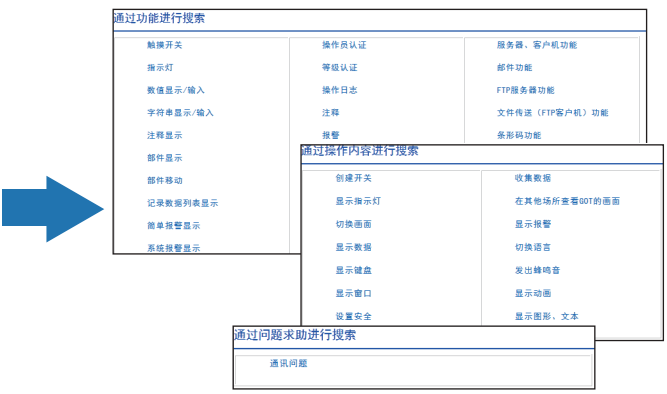 通过功能进行搜索
触摸开关
指示灯
数值显示/输入
字符串显示/输入
注释显示
部件显示
部件移动
记录数据列表显示
简单报警显示
系统报警显示
操作员认证
等级认证
操作日志
注释
报警
服务器、客户机功能
邮件功能
FTP服务器功能
文件传送（FTP客户机）功能
条形码功能
通过操作内容进行搜索
创建开关
显示指示灯
切换画面
显示数据
显示键盘
显示窗口
设置安全
收集数据
在其他场所查看GOT的画面
显示报警
切换语言
发出蜂鸣音
显示动画
显示图形、文本
通过问题求助进行搜索
通讯问题